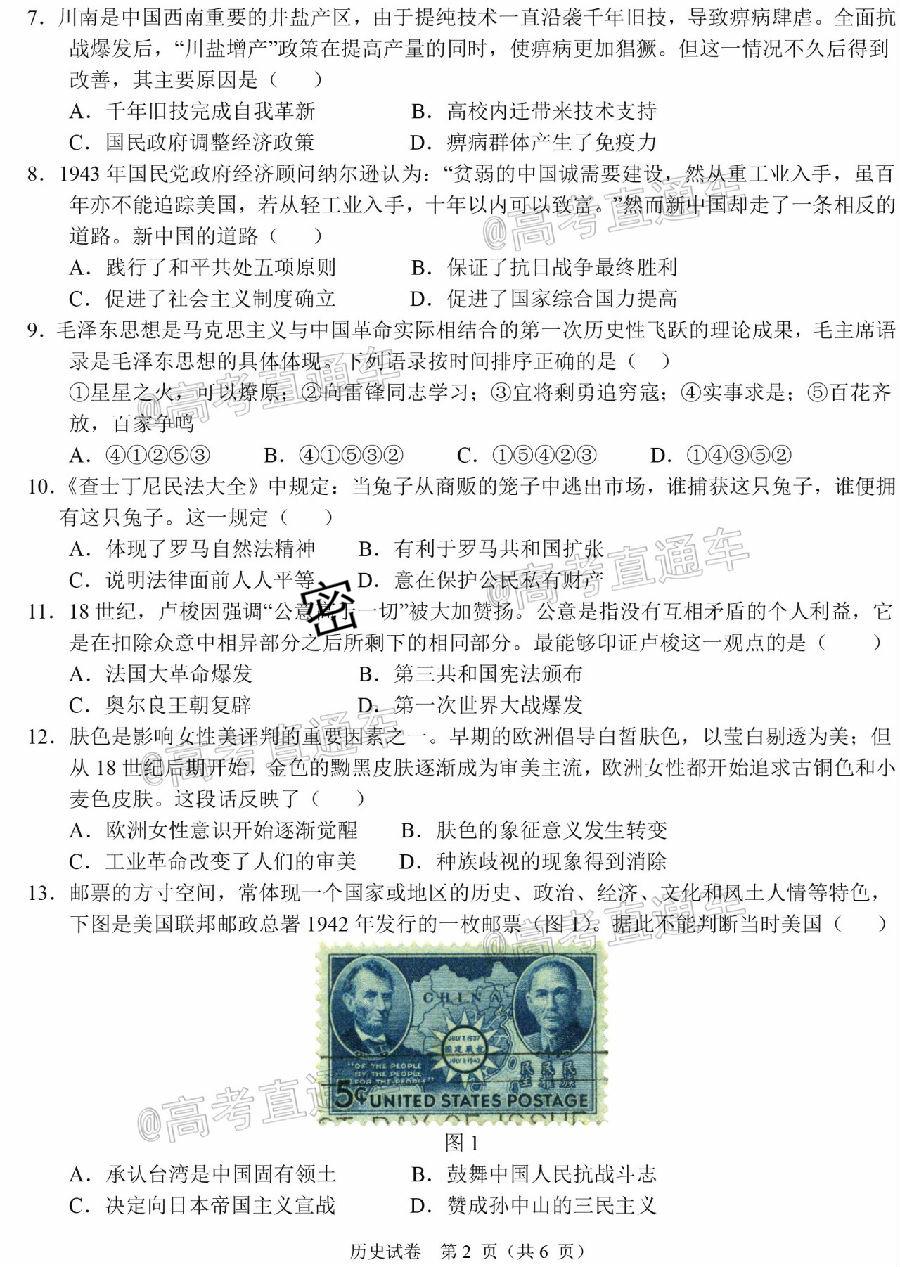 7．川南是中国西南重要的井盐产区，由于提纯技术一直沿袭千年旧技，导致痹病肆虐。全面抗
战爆发后，“川盐增产”政策在提高产量的同时，使痹病更加猖獗。但这一情况不久后得到
改善，其主要原因是（　　）
A．千年旧技完成自我革新　　B．高校内迁带来技术支持
C．国民政府调整经济政策　　D．痹病群体产生了免疫力
8．1943 年国民党政府经济顾问纳尔逊认为：“贫弱的中国诚需要建设，然从重工业入手，虽百
年亦不能追踪美国，若从轻工业入手，十年以内可以致富。”然而新中国却走了一条相反的
道路。新中国的道路（　　）
A．践行了和平共处五项原则　　B．保证了抗日战争最终胜利
C．促进了社会主义制度确立　　D．促进了国家综合国力提高
9．毛泽东思想是马克思主义与中国革命实际相结合的第一次历史性飞跃的理论成果，毛主席语
录是毛泽东思想的具体体现。下列语录按时间排序正确的是（　　）
①星星之火，可以燎原；②向雷锋同志学习；③宜将剩勇追穷寇；④实事求是；⑤百花齐
放，百家争鸣
A．④①②⑤③　　B．④①⑤③②　　C．①⑤④②③　　D．①④③⑤②
10．《查士丁尼民法大全》中规定：当兔子从商贩的笼子中逃出市场，谁捕获这只兔子，谁便拥
有这只兔子。这一规定（　　）
A．体现了罗马自然法精神　　B．有利于罗马共和国扩张
C．说明法律面前人人平等　　D．意在保护公民私有财产
密
11．18 世纪，卢梭因强调“公意高于一切”被大加赞扬。公意是指没有互相矛盾的个人利益，它
是在扣除众意中相异部分之后所剩下的相同部分。最能够印证卢梭这一观点的是（　　）
A．法国大革命爆发　　B．第三共和国宪法颁布
C．奥尔良王朝复辟　　D．第一次世界大战爆发
12．肤色是影响女性美评判的重要因素之一。早期的欧洲倡导白皙肤色，以莹白剔透为美；但
从 18 世纪后期开始，金色的黝黑皮肤逐渐成为审美主流，欧洲女性都开始追求古铜色和小
麦色皮肤。这段话反映了（　　）
A．欧洲女性意识开始逐渐觉醒　　B．肤色的象征意义发生转变
C．工业革命改变了人们的审美　　D．种族歧视的现象得到消除
13．邮票的方寸空间，常体现一个国家或地区的历史、政治、经济、文化和风土人情等特色，
下图是美国联邦邮政总署 1942 年发行的一枚邮票（图 1）。据此不能判断当时美国（　　）
CHINA
JULY 7, 1937
JULY 7, 1942
"OF THE PEOPLE
BY THE PEOPLE
FOR THE PEOPLE"
5¢ UNITED STATES POSTAGE
图 1
A．承认台湾是中国固有领土　　B．鼓舞中国人民抗战斗志
C．决定向日本帝国主义宣战　　D．赞成孙中山的三民主义
历史试卷　第 2 页（共 6 页）
@高考直通车
@高考直通车
@高考直通车
@高考直通车
@高考直通车
@高考直通车